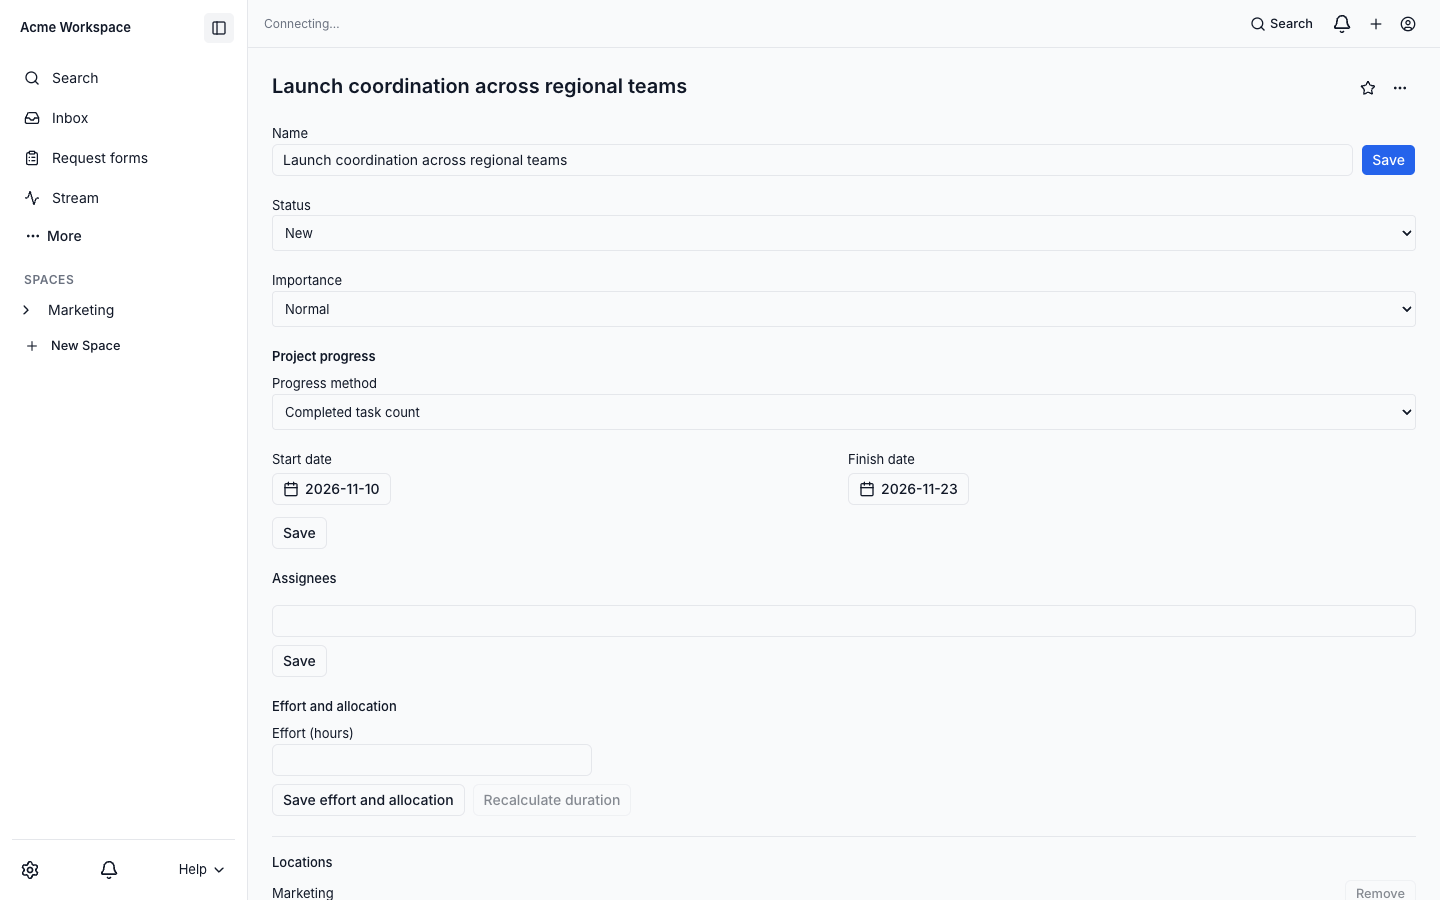 Acme Workspace
Search
Inbox
Request forms
Stream
More
SPACES
Marketing
New Space
Help
Connecting...
Search
Launch coordination across regional teams
Name
Launch coordination across regional teams
Save
Status
New
Importance
Normal
Project progress
Progress method
Completed task count
Start date
Finish date
2026-11-10
2026-11-23
Save
Assignees
Save
Effort and allocation
Effort (hours)
Save effort and allocation
Recalculate duration
Locations
Marketing
Remove